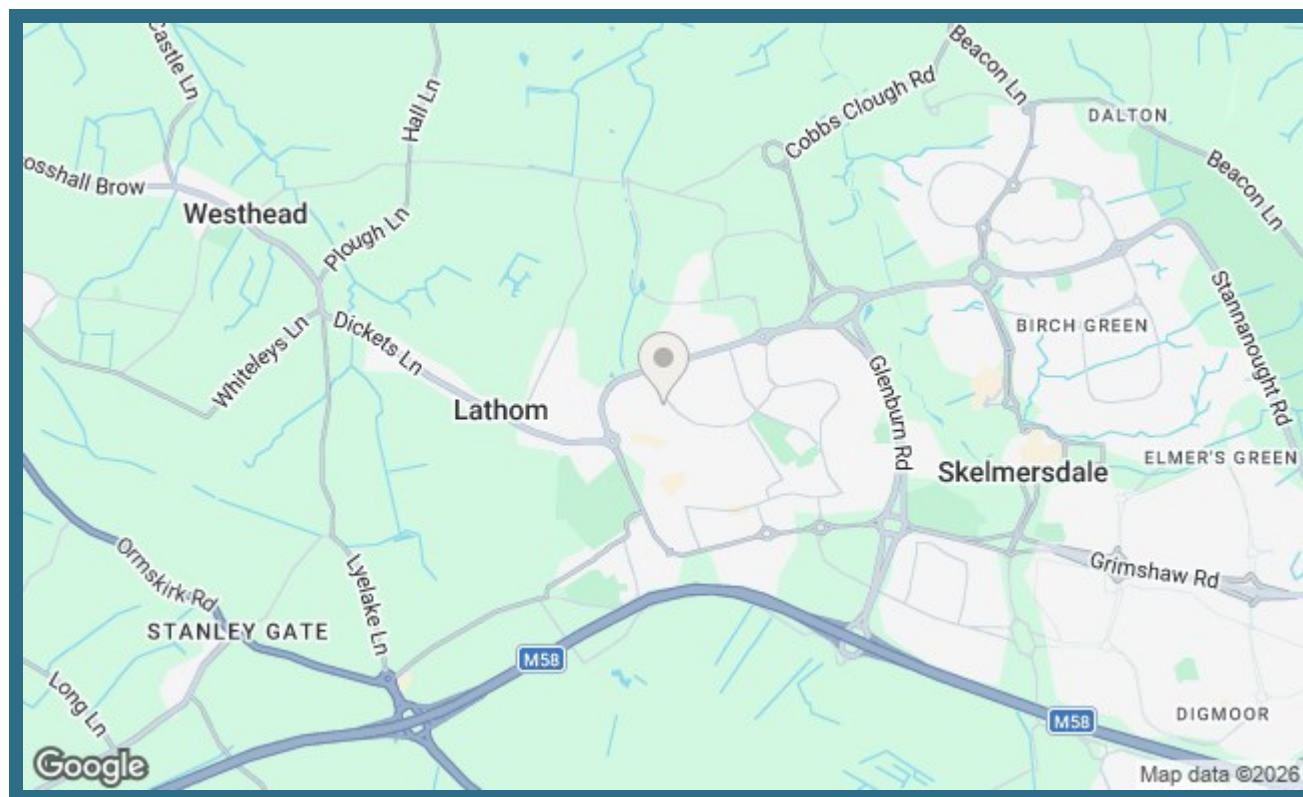 Castle Ln
Hall Ln
Cobbs Clough Rd
Beacon Ln
DALTON
Beacon Ln
osshall Brow
Westhead
Plough Ln
Dickets Ln
Whiteleys Ln
Lathom
Glenburn Rd
BIRCH GREEN
Stannanought Rd
Skelmersdale
ELMER'S GREEN
Ormskirk Rd
Lyelake Ln
STANLEY GATE
Grimshaw Rd
M58
Long Ln
M58
DIGMOOR
Google
Map data ©2026